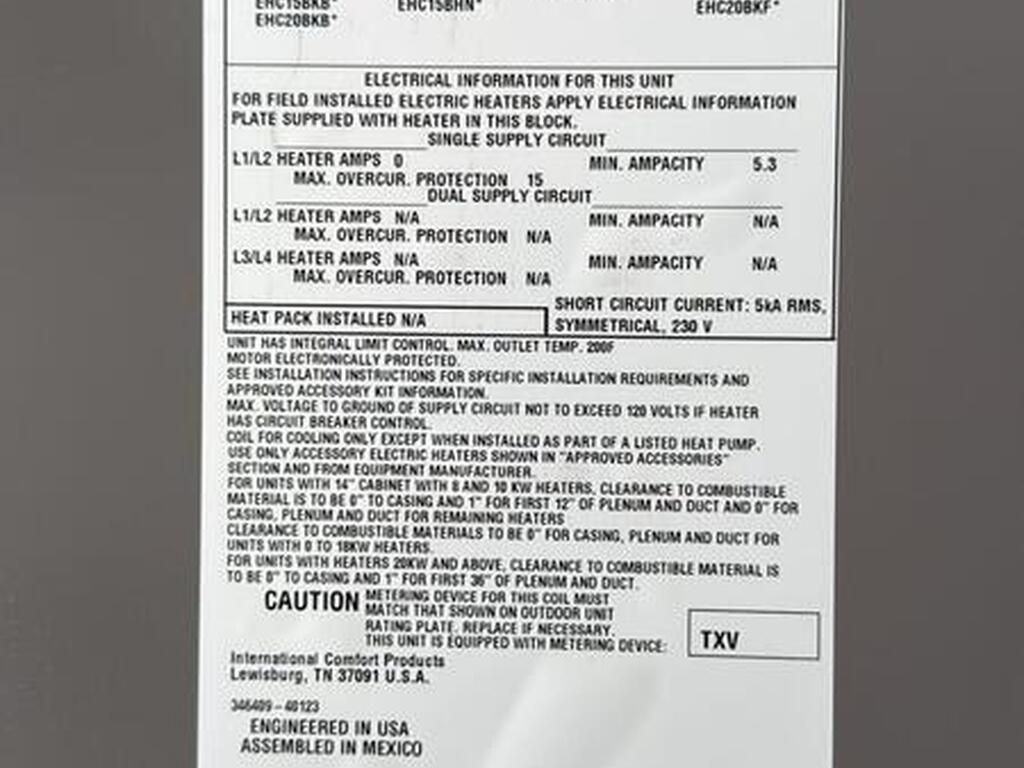 EHC15BKB* EHC15BHN* EHC20BKF*
EHC20BKB*
ELECTRICAL INFORMATION FOR THIS UNIT
FOR FIELD INSTALLED ELECTRIC HEATERS APPLY ELECTRICAL INFORMATION
PLATE SUPPLIED WITH HEATER IN THIS BLOCK.
SINGLE SUPPLY CIRCUIT
L1/L2 HEATER AMPS 0 MIN. AMPACITY 5.3
MAX. OVERCUR. PROTECTION 15
DUAL SUPPLY CIRCUIT
L1/L2 HEATER AMPS N/A MIN. AMPACITY N/A
MAX. OVERCUR. PROTECTION N/A
L3/L4 HEATER AMPS N/A MIN. AMPACITY N/A
MAX. OVERCUR. PROTECTION N/A
SHORT CIRCUIT CURRENT: 5kA RMS,
HEAT PACK INSTALLED N/A SYMMETRICAL, 230 V
UNIT HAS INTEGRAL LIMIT CONTROL. MAX. OUTLET TEMP. 200F
MOTOR ELECTRONICALLY PROTECTED.
SEE INSTALLATION INSTRUCTIONS FOR SPECIFIC INSTALLATION REQUIREMENTS AND
APPROVED ACCESSORY KIT INFORMATION.
MAX. VOLTAGE TO GROUND OF SUPPLY CIRCUIT NOT TO EXCEED 120 VOLTS IF HEATER
HAS CIRCUIT BREAKER CONTROL.
COIL FOR COOLING ONLY EXCEPT WHEN INSTALLED AS PART OF A LISTED HEAT PUMP.
USE ONLY ACCESSORY ELECTRIC HEATERS SHOWN IN "APPROVED ACCESSORIES"
SECTION AND FROM EQUIPMENT MANUFACTURER.
FOR UNITS WITH 14" CABINET WITH 8 AND 10 KW HEATERS, CLEARANCE TO COMBUSTIBLE
MATERIAL IS TO BE 0" TO CASING AND 1" FOR FIRST 12" OF PLENUM AND DUCT AND 0" FOR
CASING, PLENUM AND DUCT FOR REMAINING HEATERS
CLEARANCE TO COMBUSTIBLE MATERIALS TO BE 0" FOR CASING, PLENUM AND DUCT FOR
UNITS WITH 0 TO 18KW HEATERS.
FOR UNITS WITH HEATERS 20KW AND ABOVE, CLEARANCE TO COMBUSTIBLE MATERIAL IS
TO BE 0" TO CASING AND 1" FOR FIRST 36" OF PLENUM AND DUCT.
CAUTION METERING DEVICE FOR THIS COIL MUST
MATCH THAT SHOWN ON OUTDOOR UNIT
RATING PLATE. REPLACE IF NECESSARY.
THIS UNIT IS EQUIPPED WITH METERING DEVICE: TXV
International Comfort Products
Lewisburg, TN 37091 U.S.A.
346409-40123
ENGINEERED IN USA
ASSEMBLED IN MEXICO